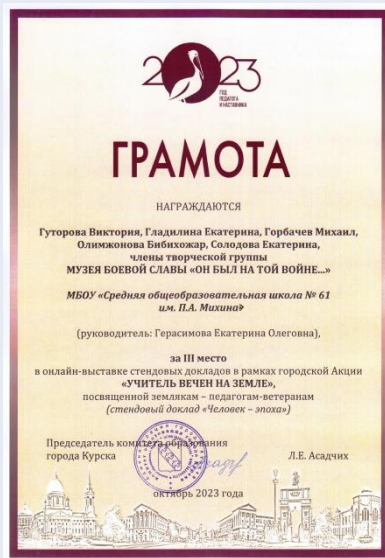 2023
ГОД
ПЕДАГОГА
И НАСТАВНИКА
ГРАМОТА
НАГРАЖДАЮТСЯ
Гуторова Виктория, Гладилина Екатерина, Горбачев Михаил,
Олимжонова Бибихожар, Солодова Екатерина,
члены творческой группы
МУЗЕЯ БОЕВОЙ СЛАВЫ «ОН БЫЛ НА ТОЙ ВОЙНЕ...»
МБОУ «Средняя общеобразовательная школа № 61
им. П.А. Михина»
(руководитель: Герасимова Екатерина Олеговна),
за III место
в онлайн-выставке стендовых докладов в рамках городской Акции
«УЧИТЕЛЬ ВЕЧЕН НА ЗЕМЛЕ»,
посвященной землякам – педагогам-ветеранам
(стендовый доклад «Человек – эпоха»)
Председатель комитета образования
города Курска Л.Е. Асадчих
октябрь 2023 года